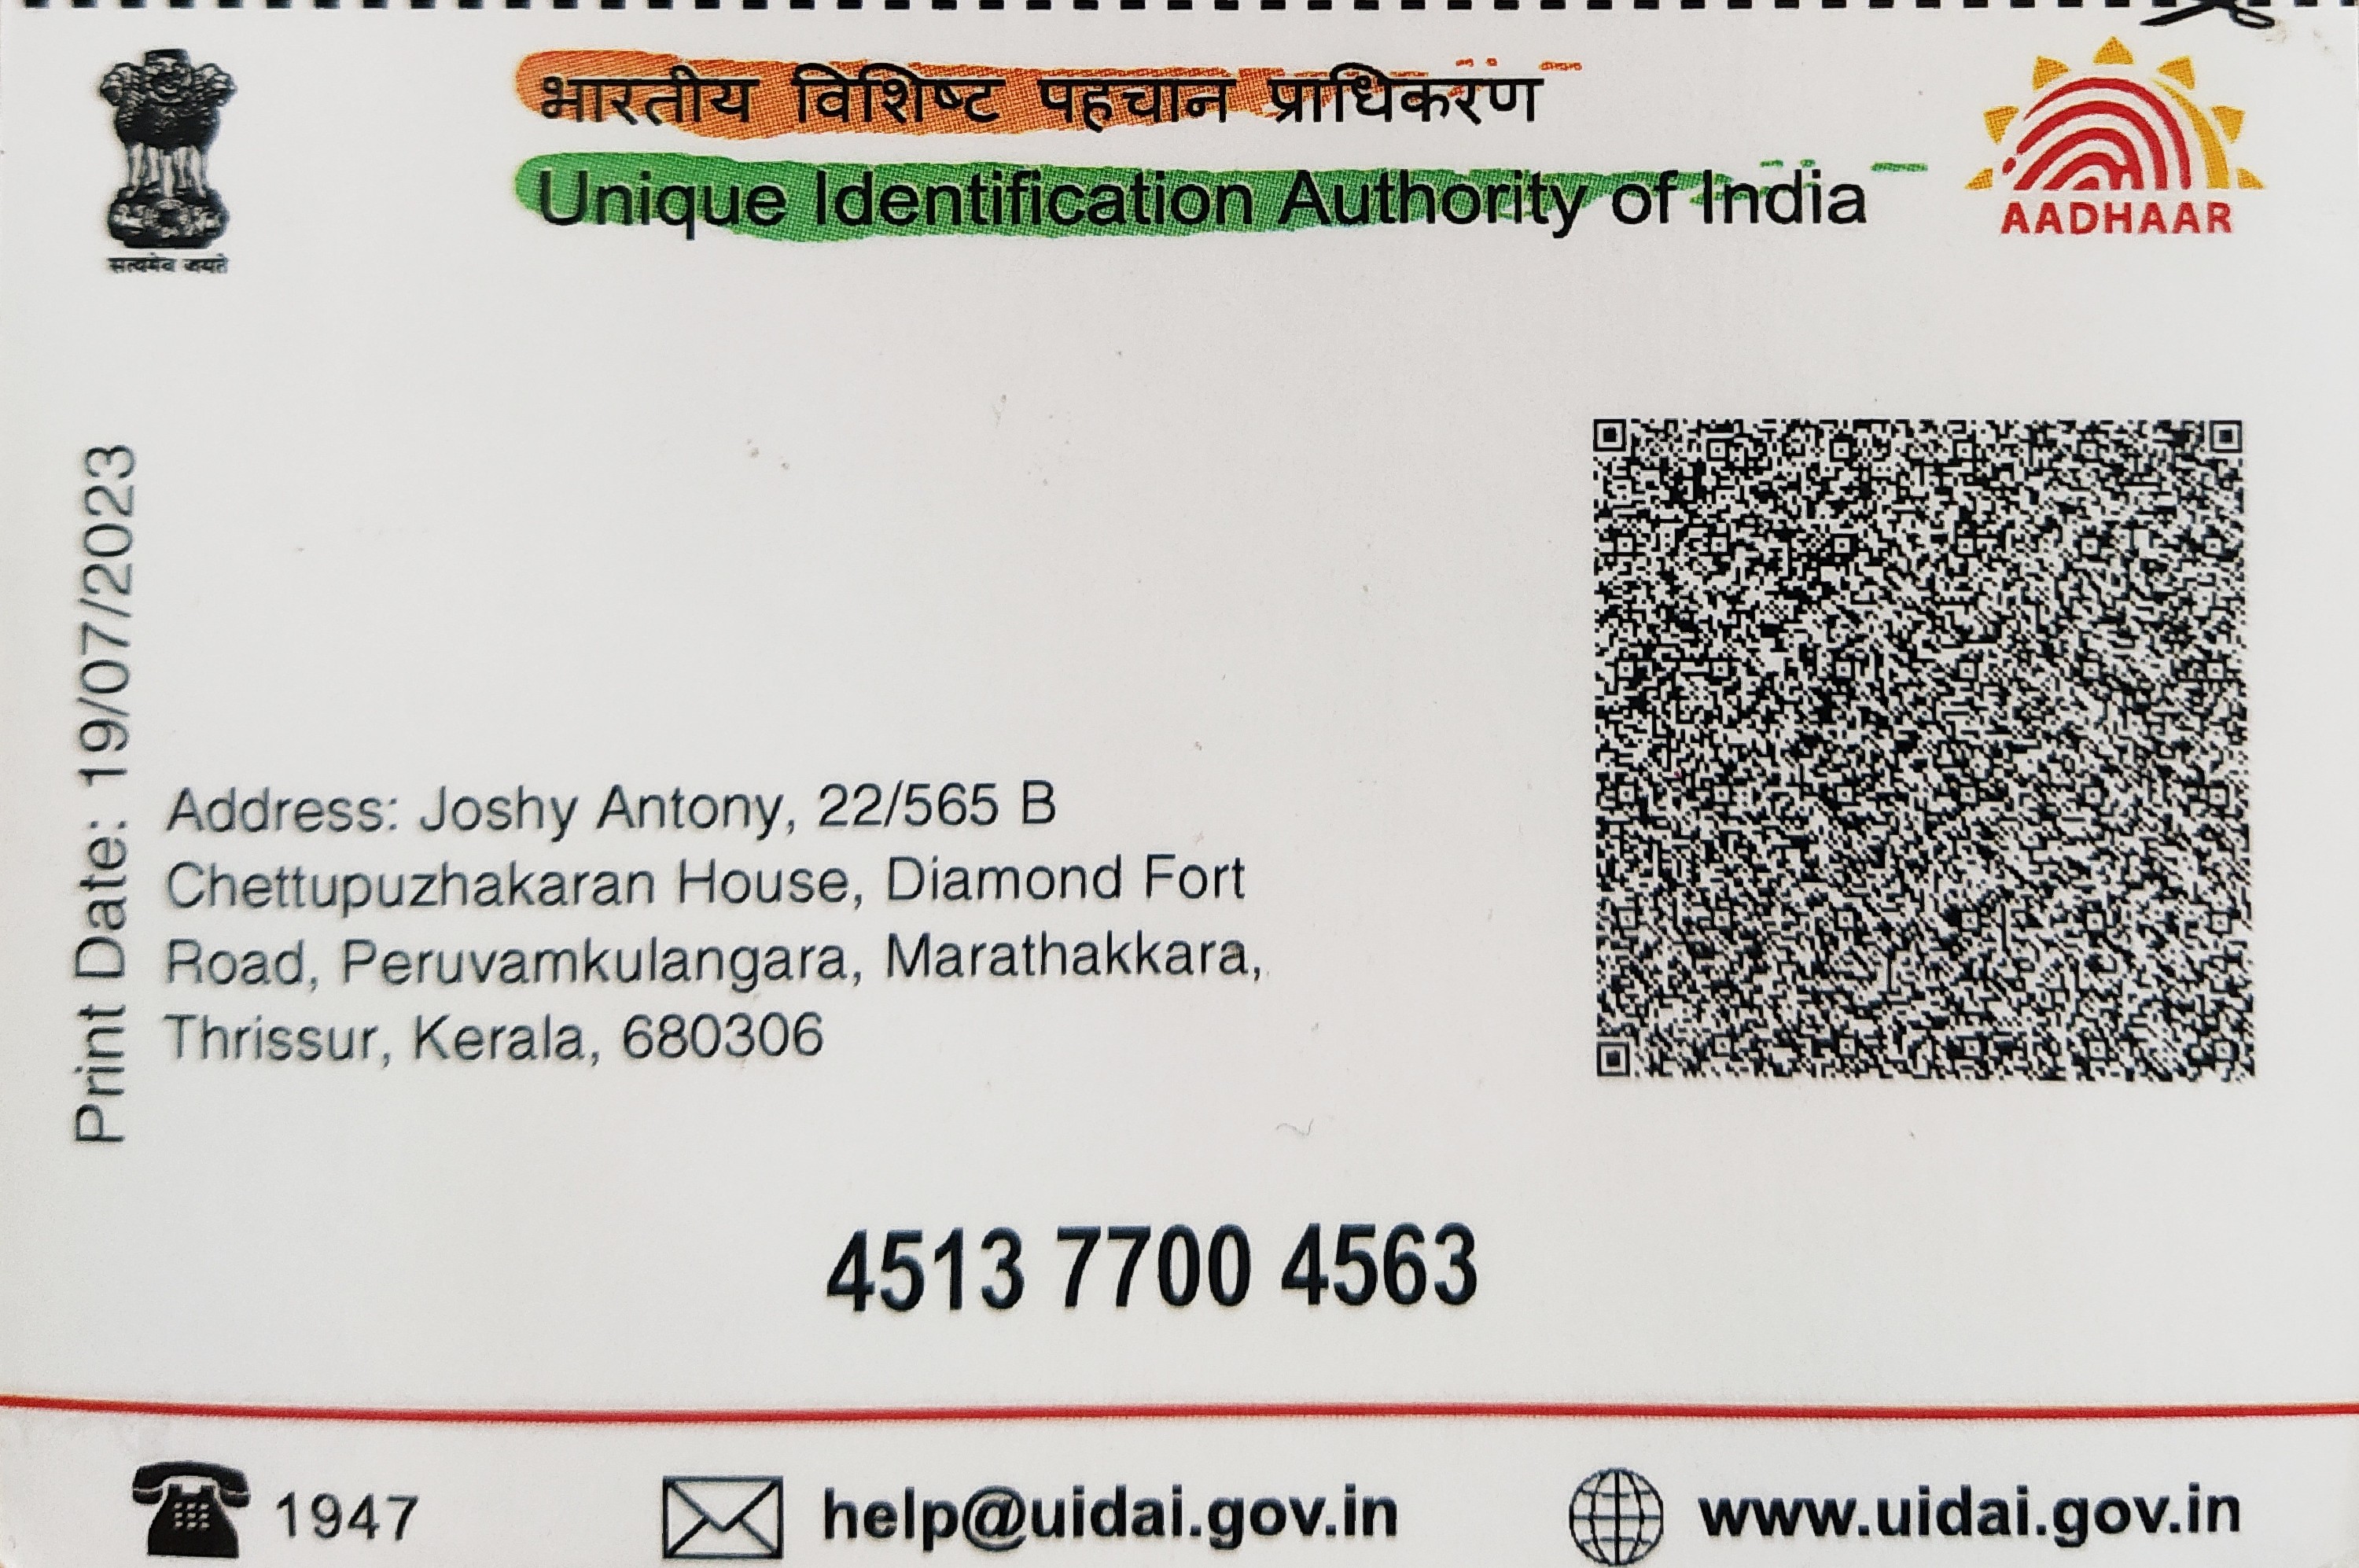 भारतीय विशिष्ट पहचान प्राधिकरण
Unique Identification Authority of India
AADHAAR
सत्यमेव जयते
Print Date: 19/07/2023
Address: Joshy Antony, 22/565 B
Chettupuzhakaran House, Diamond Fort
Road, Peruvamkulangara, Marathakkara,
Thrissur, Kerala, 680306
4513 7700 4563
1947
help@uidai.gov.in
www.uidai.gov.in